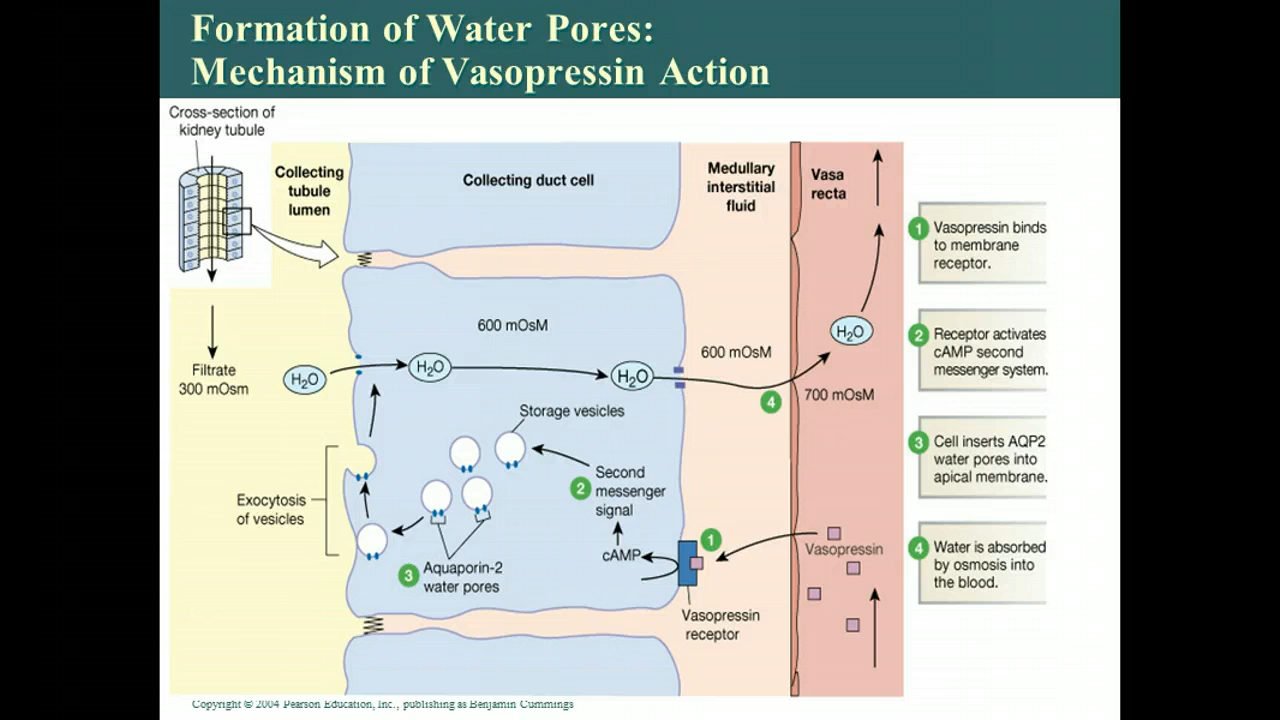 Formation of Water Pores:
Mechanism of Vasopressin Action
Cross-section of
kidney tubule
Collecting
tubule
lumen
Collecting duct cell
Medullary
interstitial
fluid
Vasa
recta
Filtrate
300 mOsm
600 mOsM
600 mOsM
700 mOsM
H₂O
H₂O
H₂O
H₂O
4
Storage vesicles
Exocytosis
of vesicles
2
Second
messenger
signal
cAMP
1
3
Aquaporin-2
water pores
Vasopressin
receptor
Vasopressin
1 Vasopressin binds
to membrane
receptor.
2 Receptor activates
cAMP second
messenger system.
3 Cell inserts AQP2
water pores into
apical membrane.
4 Water is absorbed
by osmosis into
the blood.
Copyright © 2004 Pearson Education, Inc., publishing as Benjamin Cummings